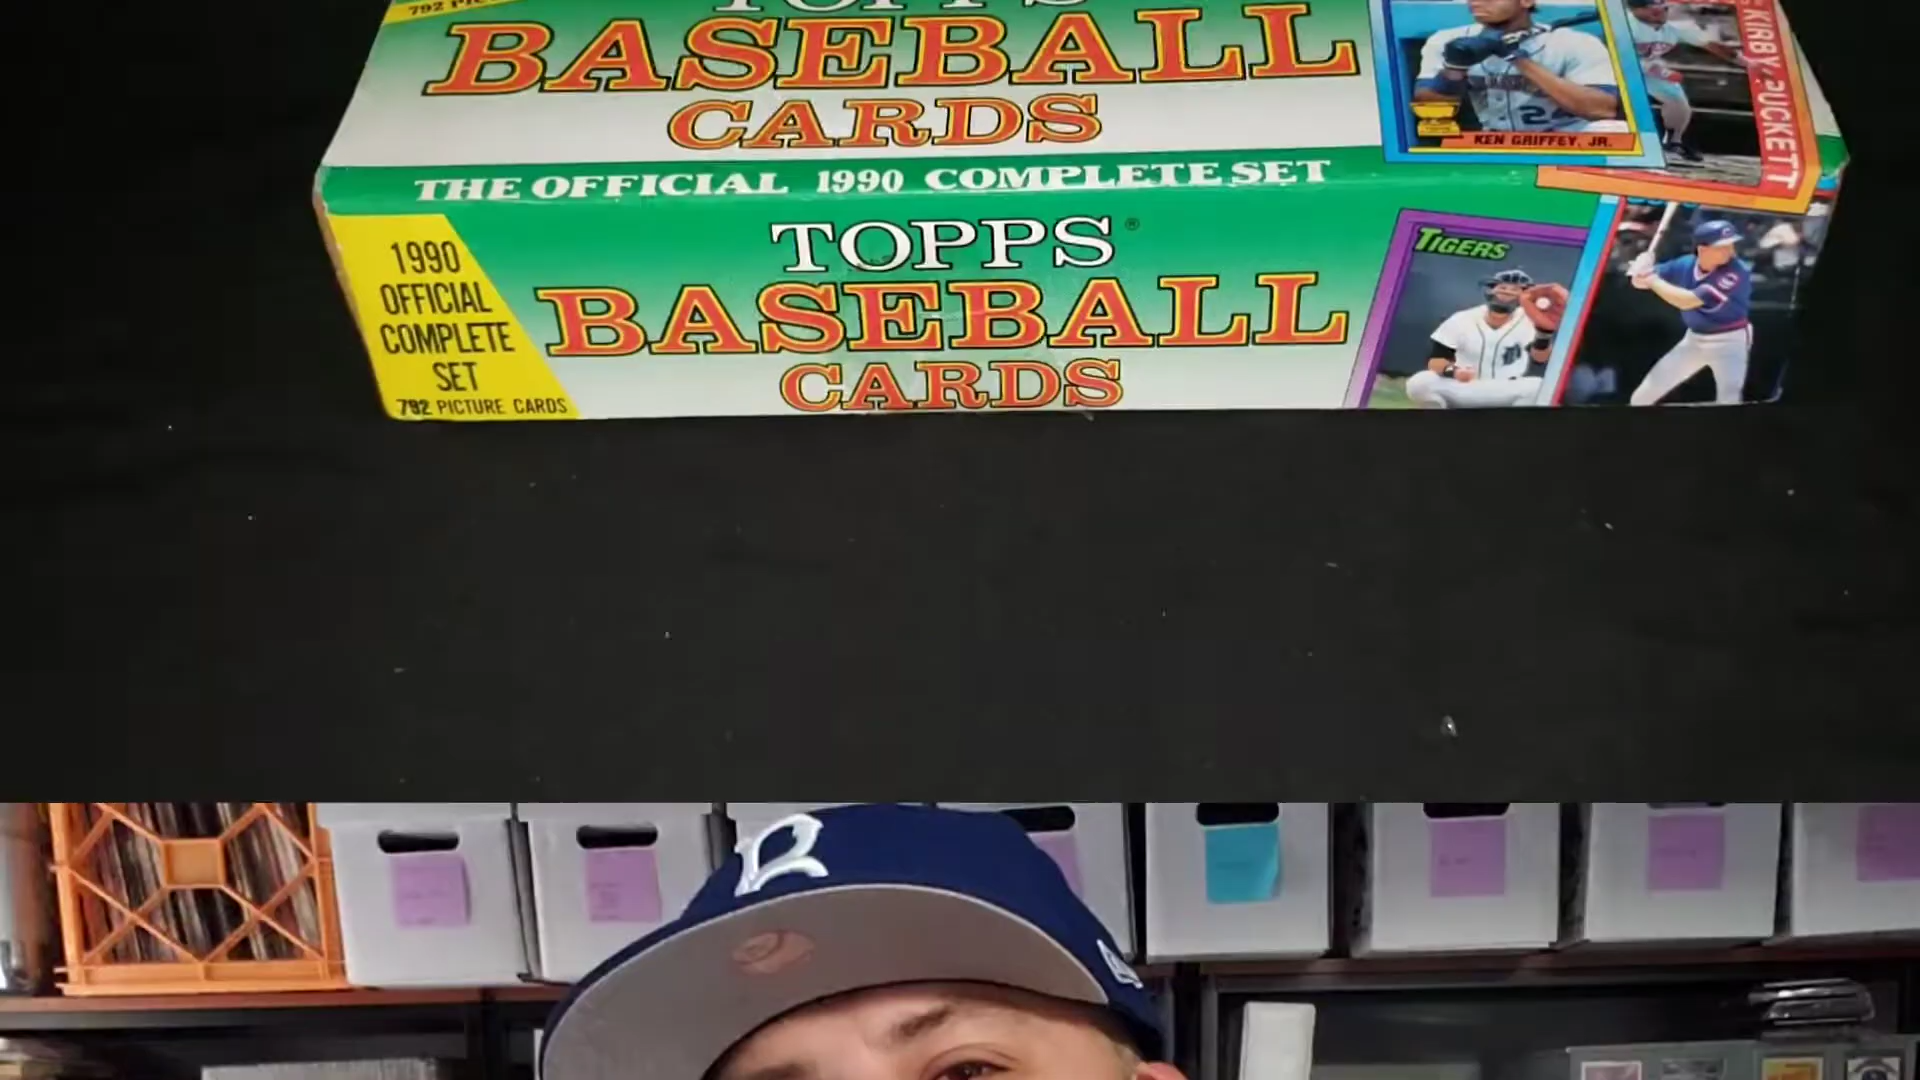 TOPPS
BASEBALL
CARDS
KEN GRIFFEY, JR.
KIRBY PUCKETT
THE OFFICIAL 1990 COMPLETE SET
1990
OFFICIAL
COMPLETE
SET
792 PICTURE CARDS
TOPPS®
BASEBALL
CARDS
TIGERS